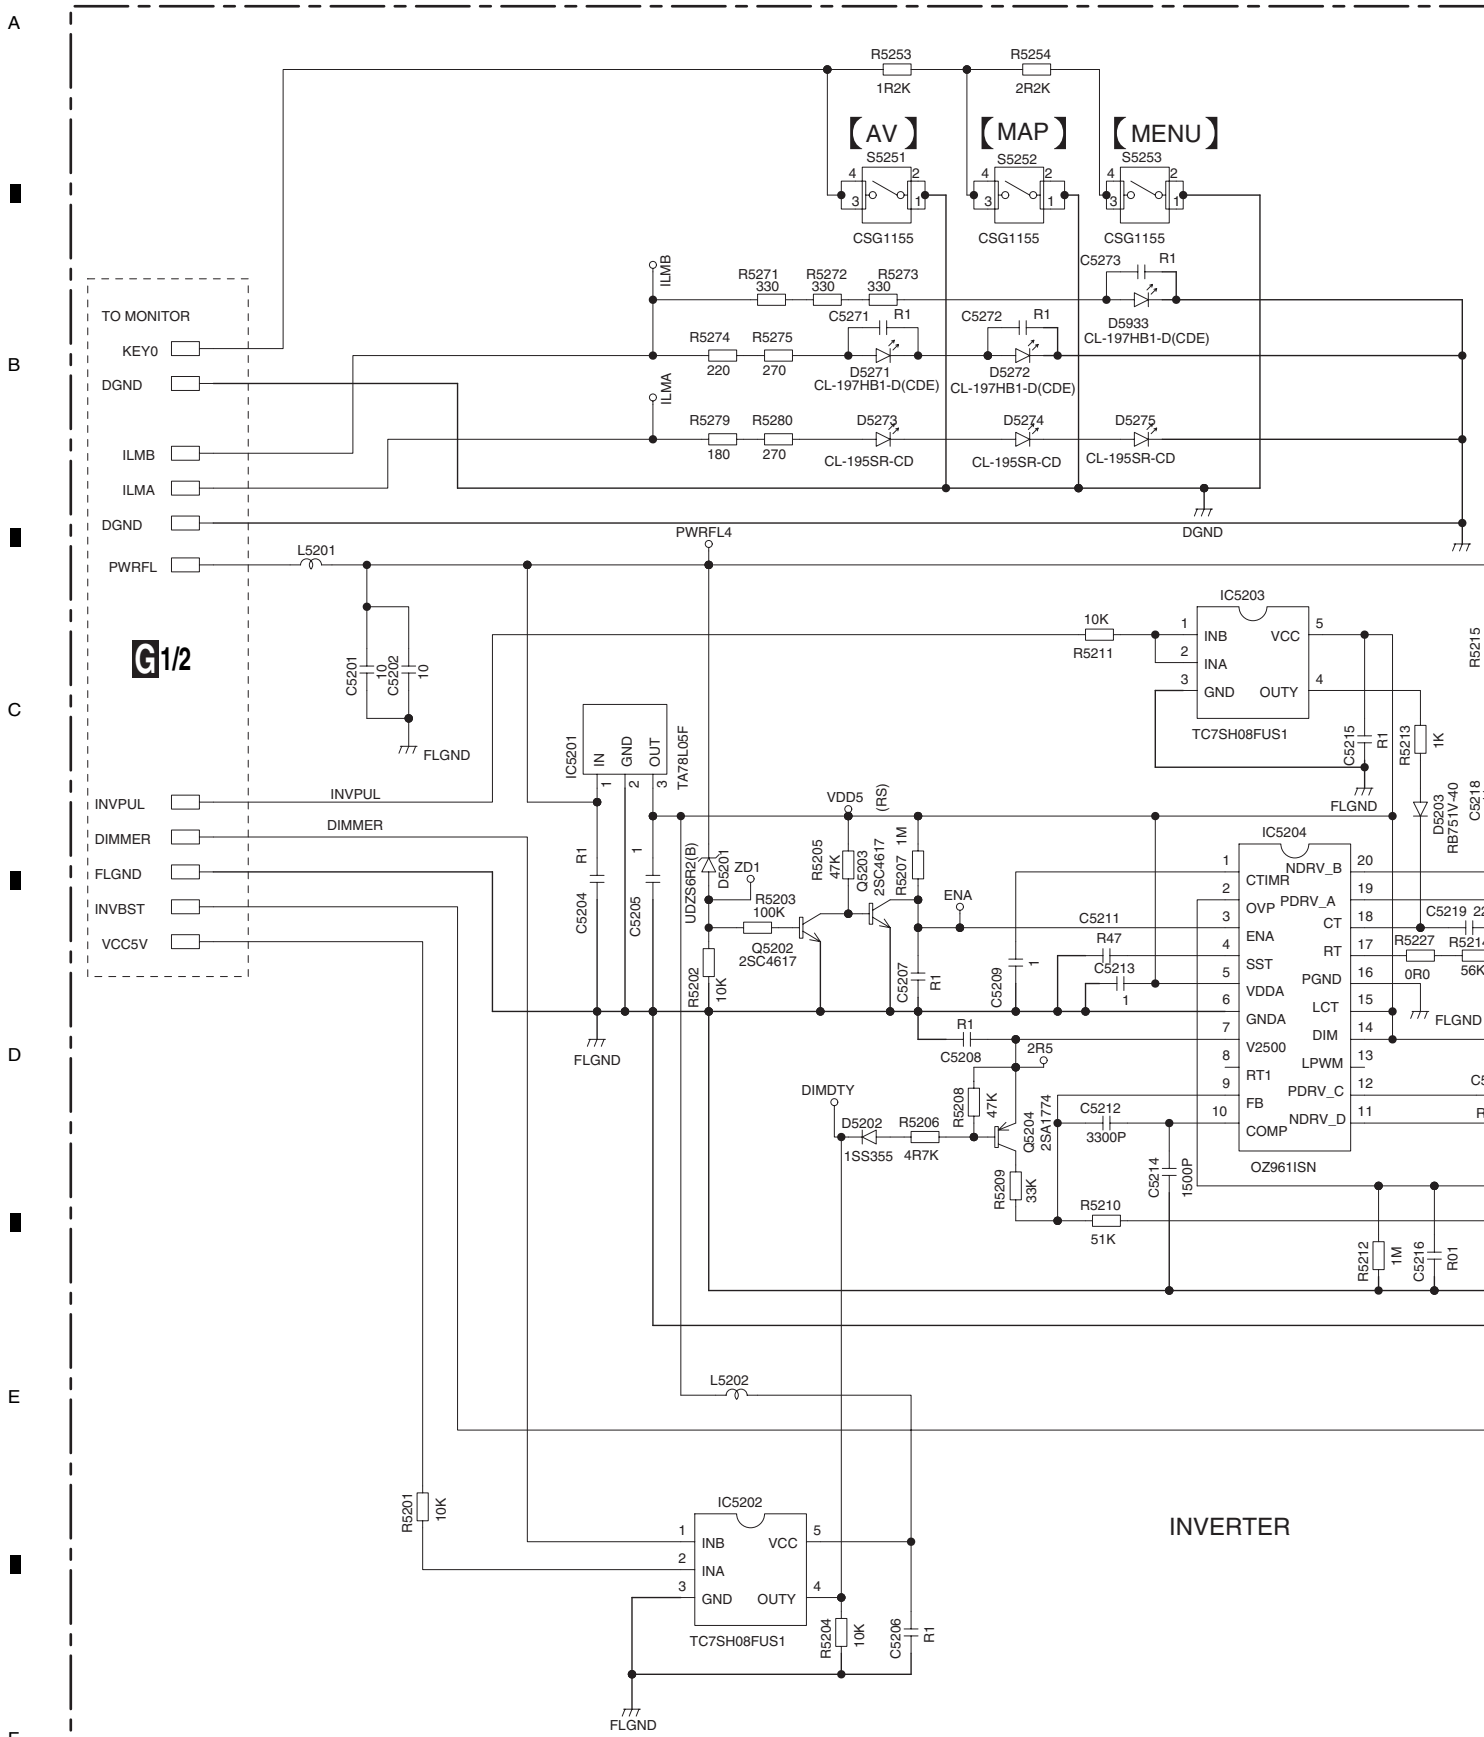 A
R5253
R5254
1R2K
2R2K
【AV】
【MAP】
【MENU】
S5251
S5252
S5253
4 2
3 1
4 2
3 1
4 2
3 1
CSG1155
CSG1155
CSG1155
ILMB
C5273 R1
R5271
330
R5272
330
R5273
330
D5933
CL-197HB1-D(CDE)
TO MONITOR
KEY0
DGND
ILMB
ILMA
DGND
PWRFL
B
C5271 R1
C5272 R1
R5274
220
R5275
270
D5271
CL-197HB1-D(CDE)
D5272
CL-197HB1-D(CDE)
ILMA
R5279
180
R5280
270
D5273
CL-195SR-CD
D5274
CL-195SR-CD
D5275
CL-195SR-CD
DGND
PWRFL4
L5201
G 1/2
C5201
10
C5202
10
FLGND
C
IC5203
10K
R5211
1 INB VCC 5
2 INA
3 GND OUTY 4
TC7SH08FUS1
R5215
C5215
R1
R5213
1K
FLGND
D5203
RB751V-40
C5218
IC5201
IN GND OUT
1 2 3
TA78L05F
INVPUL
DIMMER
FLGND
INVBST
VCC5V
INVPUL
DIMMER
C5204
R1
C5205
1
UDZS6R2(B)
D5201
ZD1
R5203
100K
R5202
10K
Q5202
2SC4617
VDD5
(RS)
R5205
47K
Q5203
2SC4617
R5207
1M
ENA
C5207
R1
C5209
1
C5211
R47
C5213
1
IC5204
1 CTIMR NDRV_B 20
2 OVP PDRV_A 19
3 ENA CT 18
4 SST RT 17
5 VDDA PGND 16
6 GNDA LCT 15
7 V2500 DIM 14
8 RT1 LPWM 13
9 FB PDRV_C 12
10 COMP NDRV_D 11
OZ961ISN
C5219 22
R5227
0R0
R5214
56K
FLGND
FLGND
D
R1
C5208
2R5
DIMDTY
D5202
1SS355
R5206
4R7K
R5208
47K
Q5204
2SA1774
R5209
33K
C5212
3300P
C5214
1500P
R5210
51K
R5212
1M
C5216
R01
C5
R
E
L5202
R5201
10K
IC5202
1 INB VCC 5
2 INA
3 GND OUTY 4
TC7SH08FUS1
R5204
10K
C5206
R1
FLGND
INVERTER